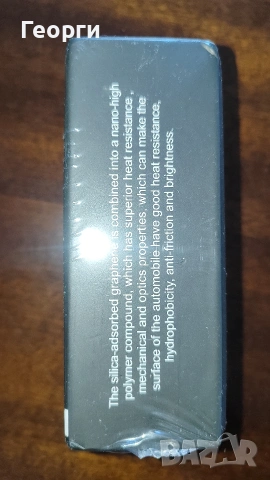 Георги
The silica-adsorbed graphene is combined into a nano-high
polymer compound, which has superior heat resistance ,
mechanical and optics properties, which can make the
surface of the automobile-have good heat resistance,
hydrophobicity, anti-friction and brightness.
BAZAR